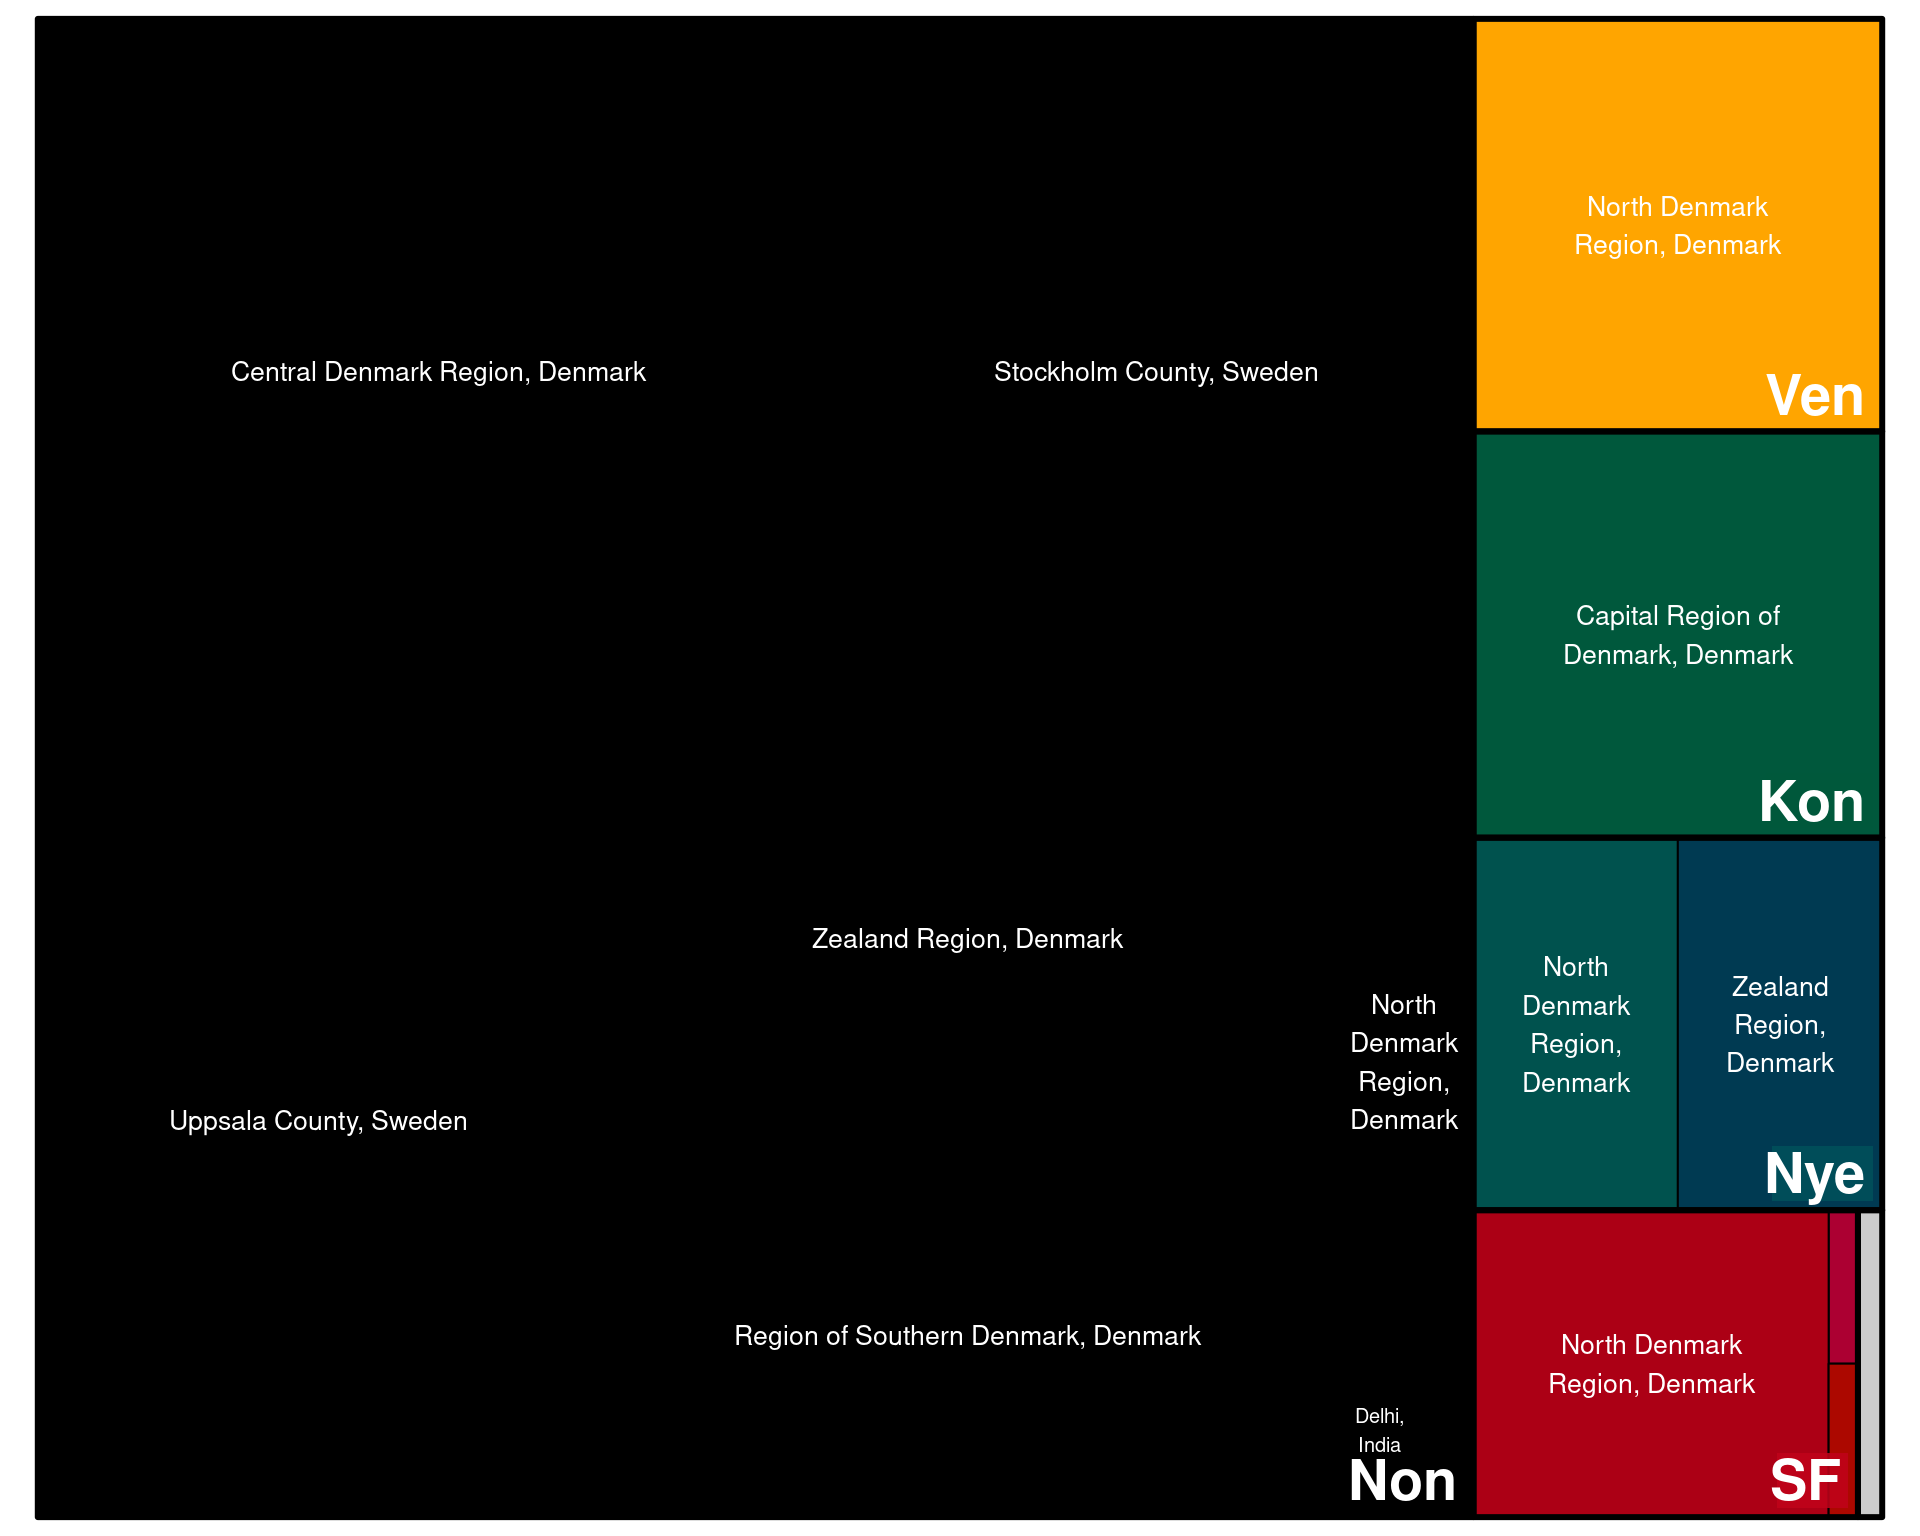 Central Denmark Region, Denmark
Stockholm County, Sweden
Uppsala County, Sweden
Zealand Region, Denmark
Region of Southern Denmark, Denmark
North
Denmark
Region,
Denmark
Delhi,
India
Non
North Denmark
Region, Denmark
Ven
Capital Region of
Denmark, Denmark
Kon
North
Denmark
Region,
Denmark
Zealand
Region,
Denmark
Nye
North Denmark
Region, Denmark
SF